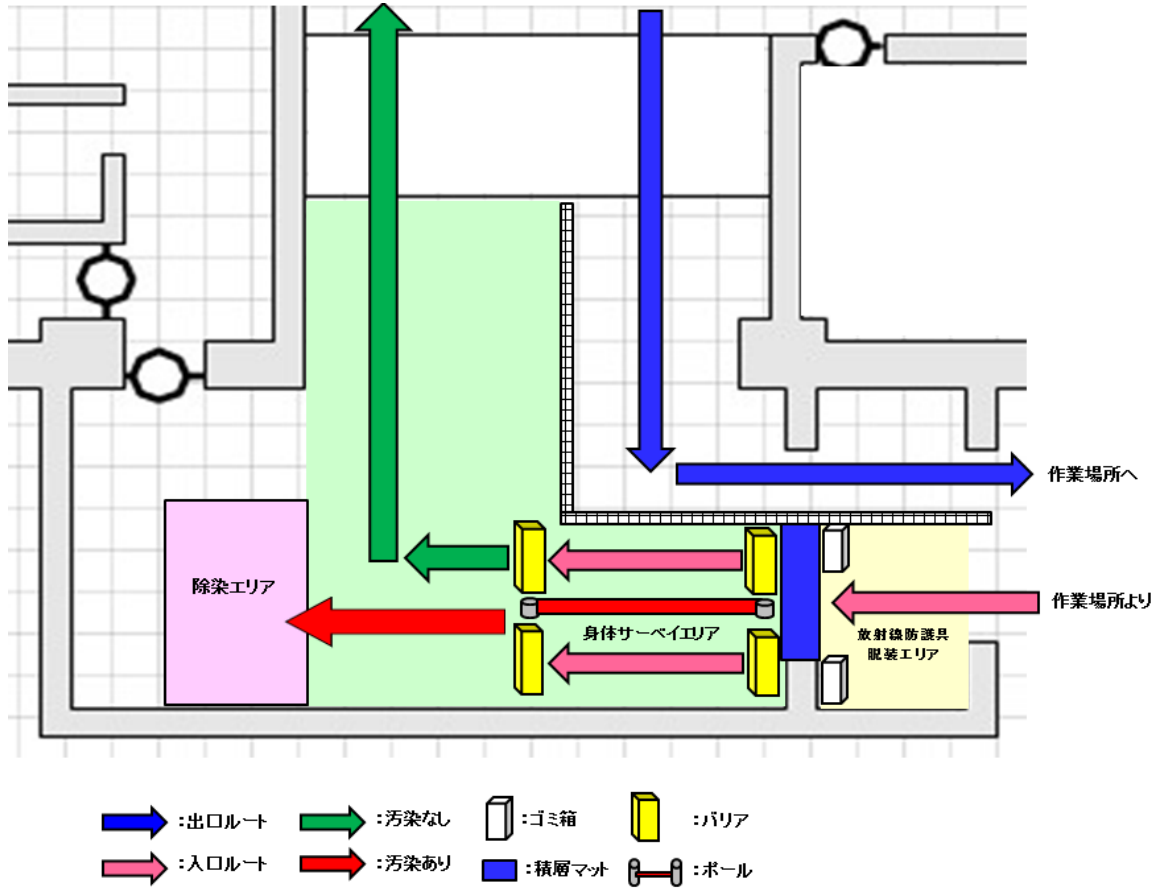 作業場所へ
除染エリア
作業場所より
身体サーベイエリア
放射線防護具
脱装エリア
:出口ルート
:汚染なし
:ゴミ箱
:バリア
:入口ルート
:汚染あり
:積層マット
:ポール